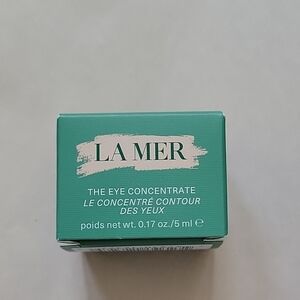 LA MER
THE EYE CONCENTRATE
LE CONCENTRÉ CONTOUR
DES YEUX
poids net wt. 0.17 oz./5 ml ℮